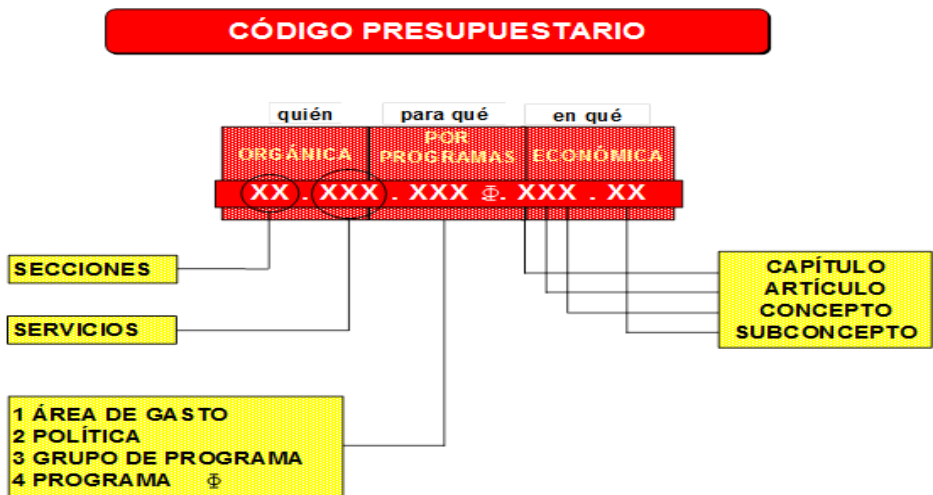 CÓDIGO PRESUPUESTARIO
quién para qué en qué
ORGÁNICA POR PROGRAMAS ECONÓMICA
XX . XXX . XXX Φ. XXX . XX
SECCIONES
SERVICIOS
CAPÍTULO
ARTÍCULO
CONCEPTO
SUBCONCEPTO
1 ÁREA DE GASTO
2 POLÍTICA
3 GRUPO DE PROGRAMA
4 PROGRAMA Φ